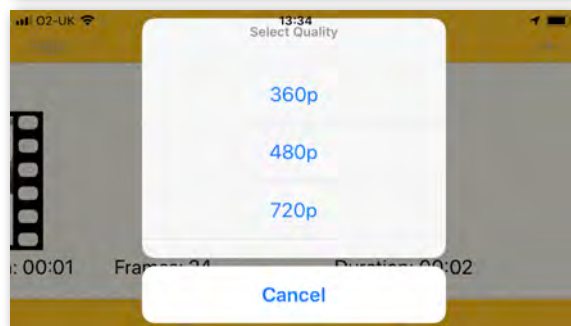 O2-UK 13:34
Select Quality
360p
480p
720p
: 00:01 Frames: 24 Duration: 00:02
Cancel